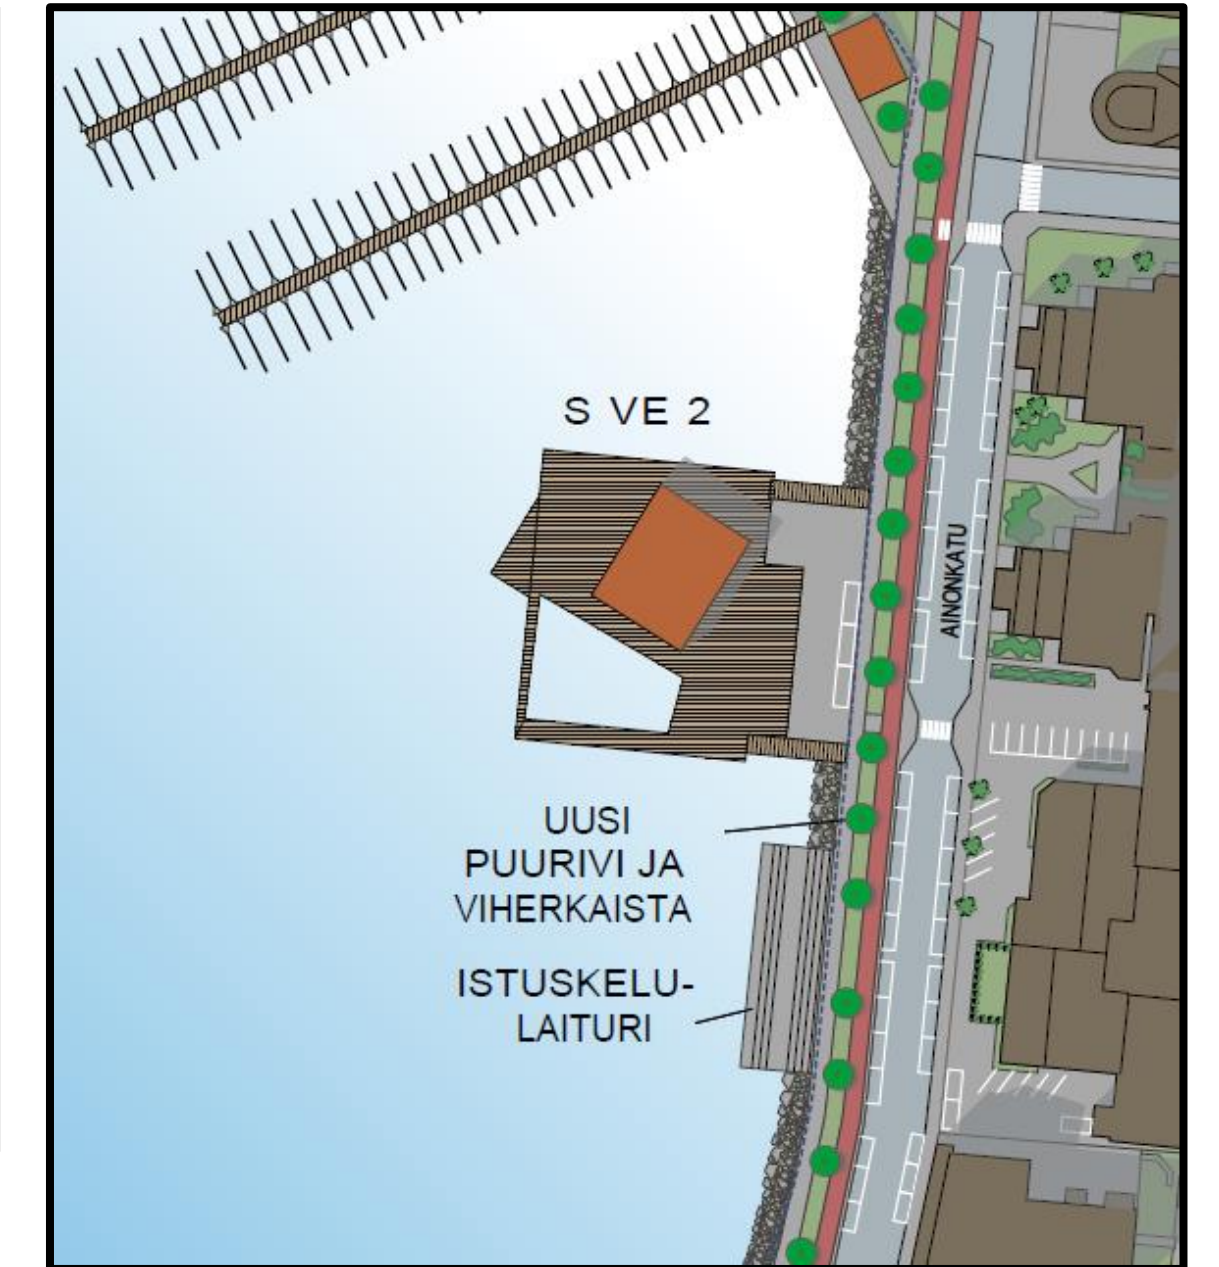 S VE 2
AINONKATU
UUSI
PUURIVI JA
VIHERKAISTA
ISTUSKELU-
LAITURI